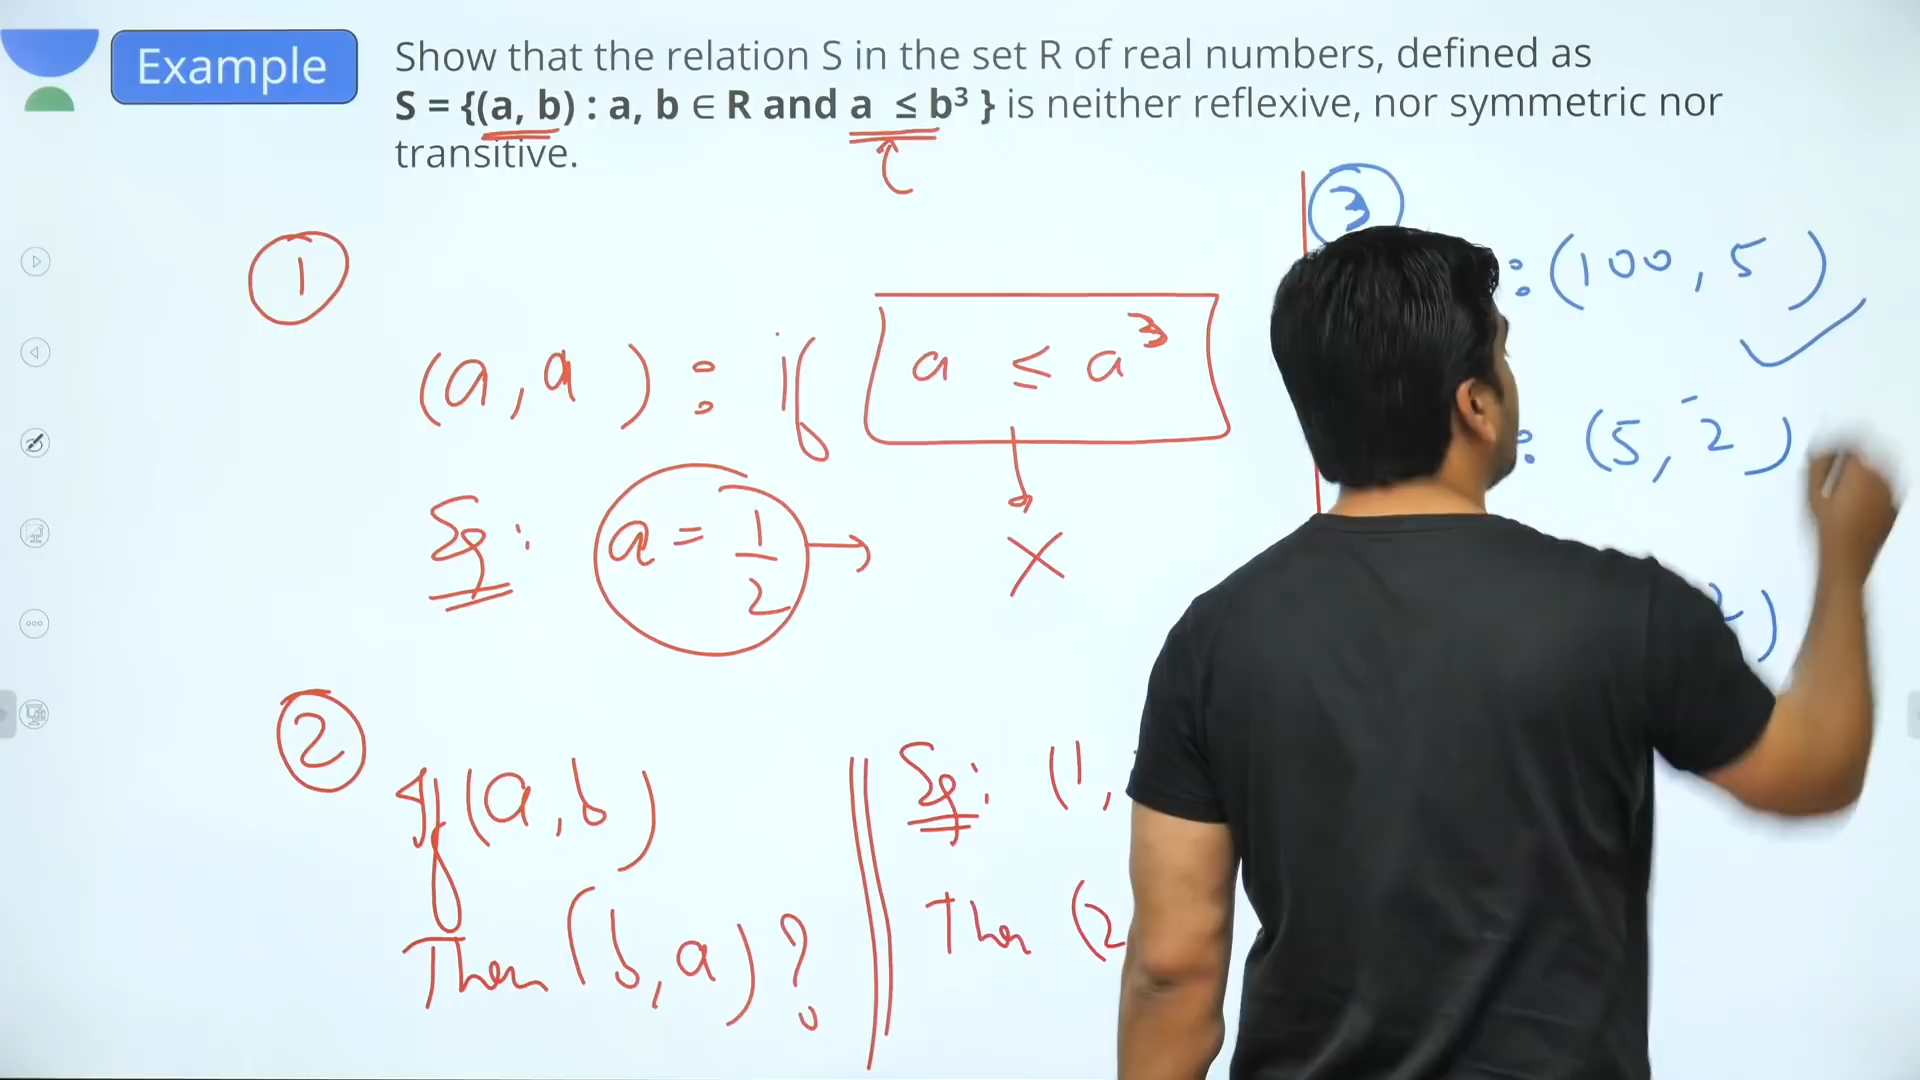 Example
Show that the relation S in the set R of real numbers, defined as
S = {(a, b) : a, b ∈ R and a ≤ b³ } is neither reflexive, nor symmetric nor
transitive.
1
(a, a) : if a ≤ a³
Eg: a = 1/2 → X
2
If (a, b)
Then (b, a) ?
Eg: (1,
Then (2
3
: (100, 5)
: (5, 2)
2)